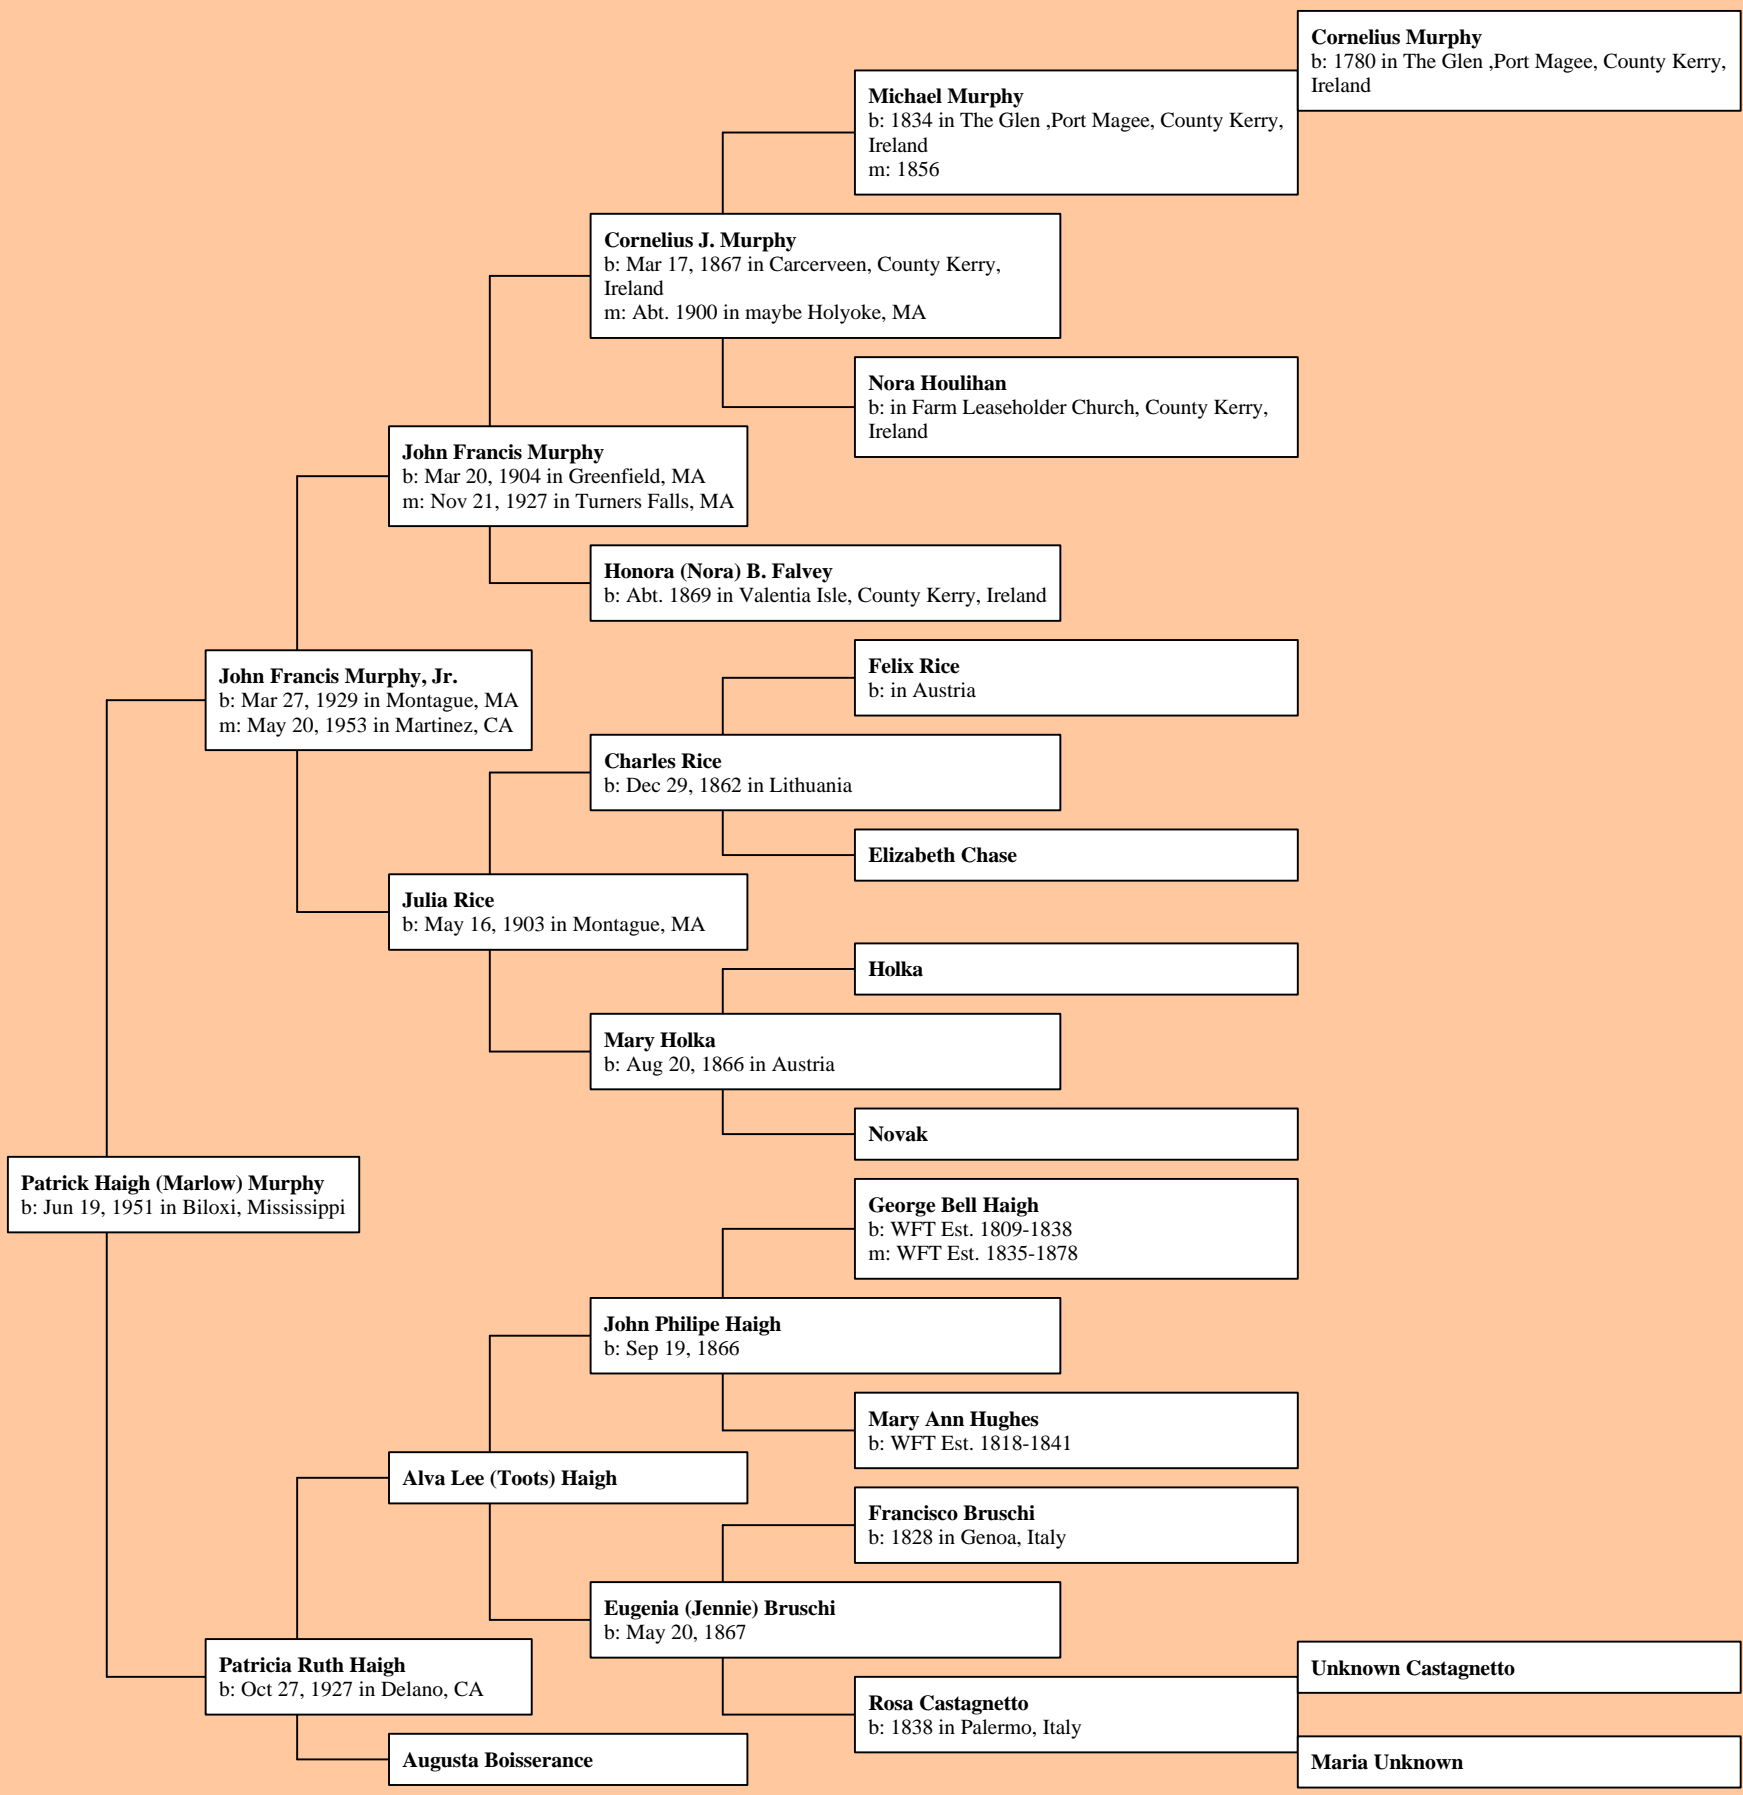 Cornelius Murphy
b: 1780 in The Glen ,Port Magee, County Kerry,
Ireland
Michael Murphy
b: 1834 in The Glen ,Port Magee, County Kerry,
Ireland
m: 1856
Cornelius J. Murphy
b: Mar 17, 1867 in Carcerveen, County Kerry,
Ireland
m: Abt. 1900 in maybe Holyoke, MA
Nora Houlihan
b: in Farm Leaseholder Church, County Kerry,
Ireland
John Francis Murphy
b: Mar 20, 1904 in Greenfield, MA
m: Nov 21, 1927 in Turners Falls, MA
Honora (Nora) B. Falvey
b: Abt. 1869 in Valentia Isle, County Kerry, Ireland
John Francis Murphy, Jr.
b: Mar 27, 1929 in Montague, MA
m: May 20, 1953 in Martinez, CA
Felix Rice
b: in Austria
Charles Rice
b: Dec 29, 1862 in Lithuania
Elizabeth Chase
Julia Rice
b: May 16, 1903 in Montague, MA
Holka
Mary Holka
b: Aug 20, 1866 in Austria
Novak
Patrick Haigh (Marlow) Murphy
b: Jun 19, 1951 in Biloxi, Mississippi
George Bell Haigh
b: WFT Est. 1809-1838
m: WFT Est. 1835-1878
John Philipe Haigh
b: Sep 19, 1866
Mary Ann Hughes
b: WFT Est. 1818-1841
Alva Lee (Toots) Haigh
Francisco Bruschi
b: 1828 in Genoa, Italy
Eugenia (Jennie) Bruschi
b: May 20, 1867
Patricia Ruth Haigh
b: Oct 27, 1927 in Delano, CA
Unknown Castagnetto
Rosa Castagnetto
b: 1838 in Palermo, Italy
Augusta Boisserance
Maria Unknown